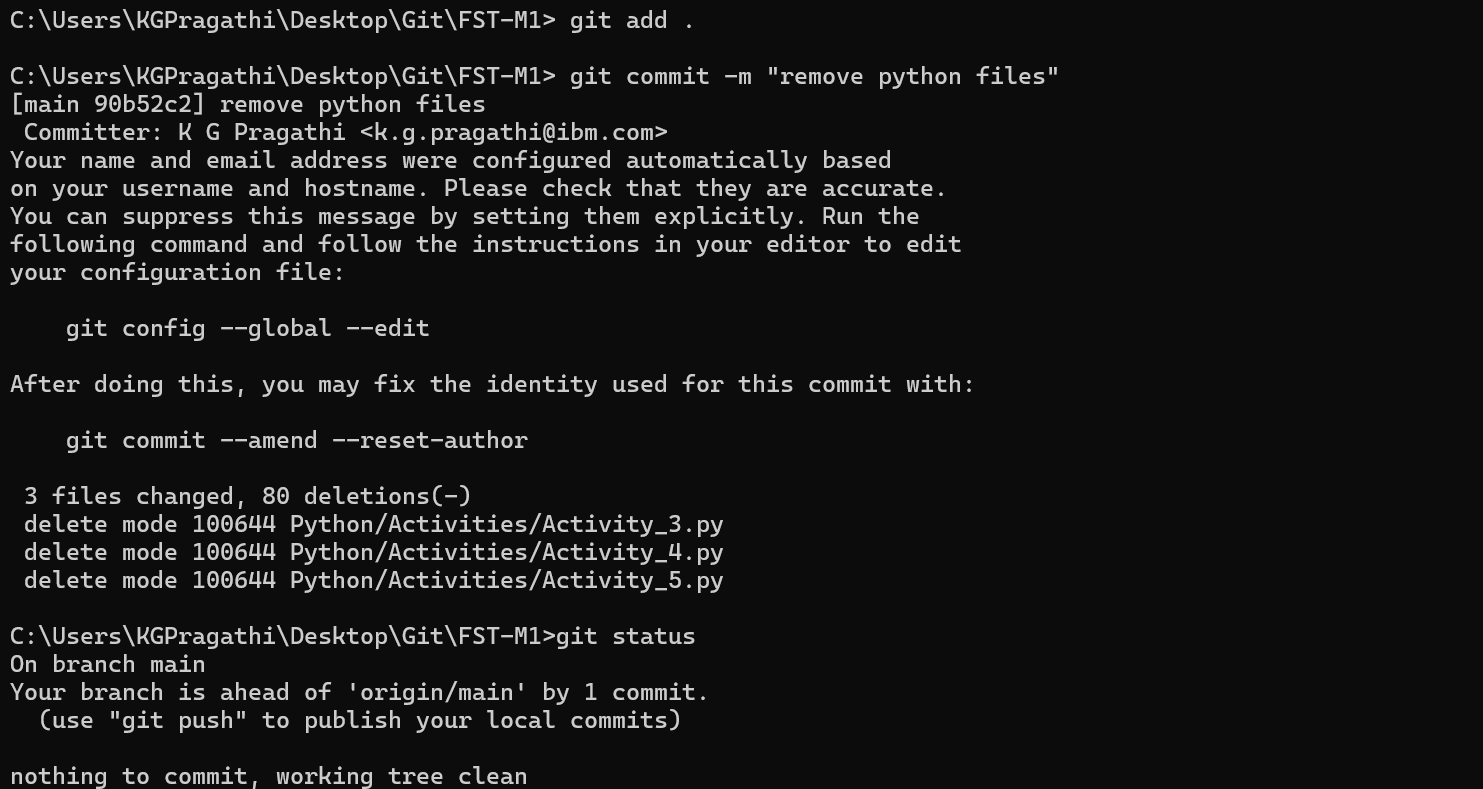 C:\Users\KGPragathi\Desktop\Git\FST-M1> git add .
C:\Users\KGPragathi\Desktop\Git\FST-M1> git commit -m "remove python files"
[main 90b52c2] remove python files
 Committer: K G Pragathi <k.g.pragathi@ibm.com>
Your name and email address were configured automatically based
on your username and hostname. Please check that they are accurate.
You can suppress this message by setting them explicitly. Run the
following command and follow the instructions in your editor to edit
your configuration file:
    git config --global --edit
After doing this, you may fix the identity used for this commit with:
    git commit --amend --reset-author
 3 files changed, 80 deletions(-)
 delete mode 100644 Python/Activities/Activity_3.py
 delete mode 100644 Python/Activities/Activity_4.py
 delete mode 100644 Python/Activities/Activity_5.py
C:\Users\KGPragathi\Desktop\Git\FST-M1>git status
On branch main
Your branch is ahead of 'origin/main' by 1 commit.
  (use "git push" to publish your local commits)
nothing to commit, working tree clean